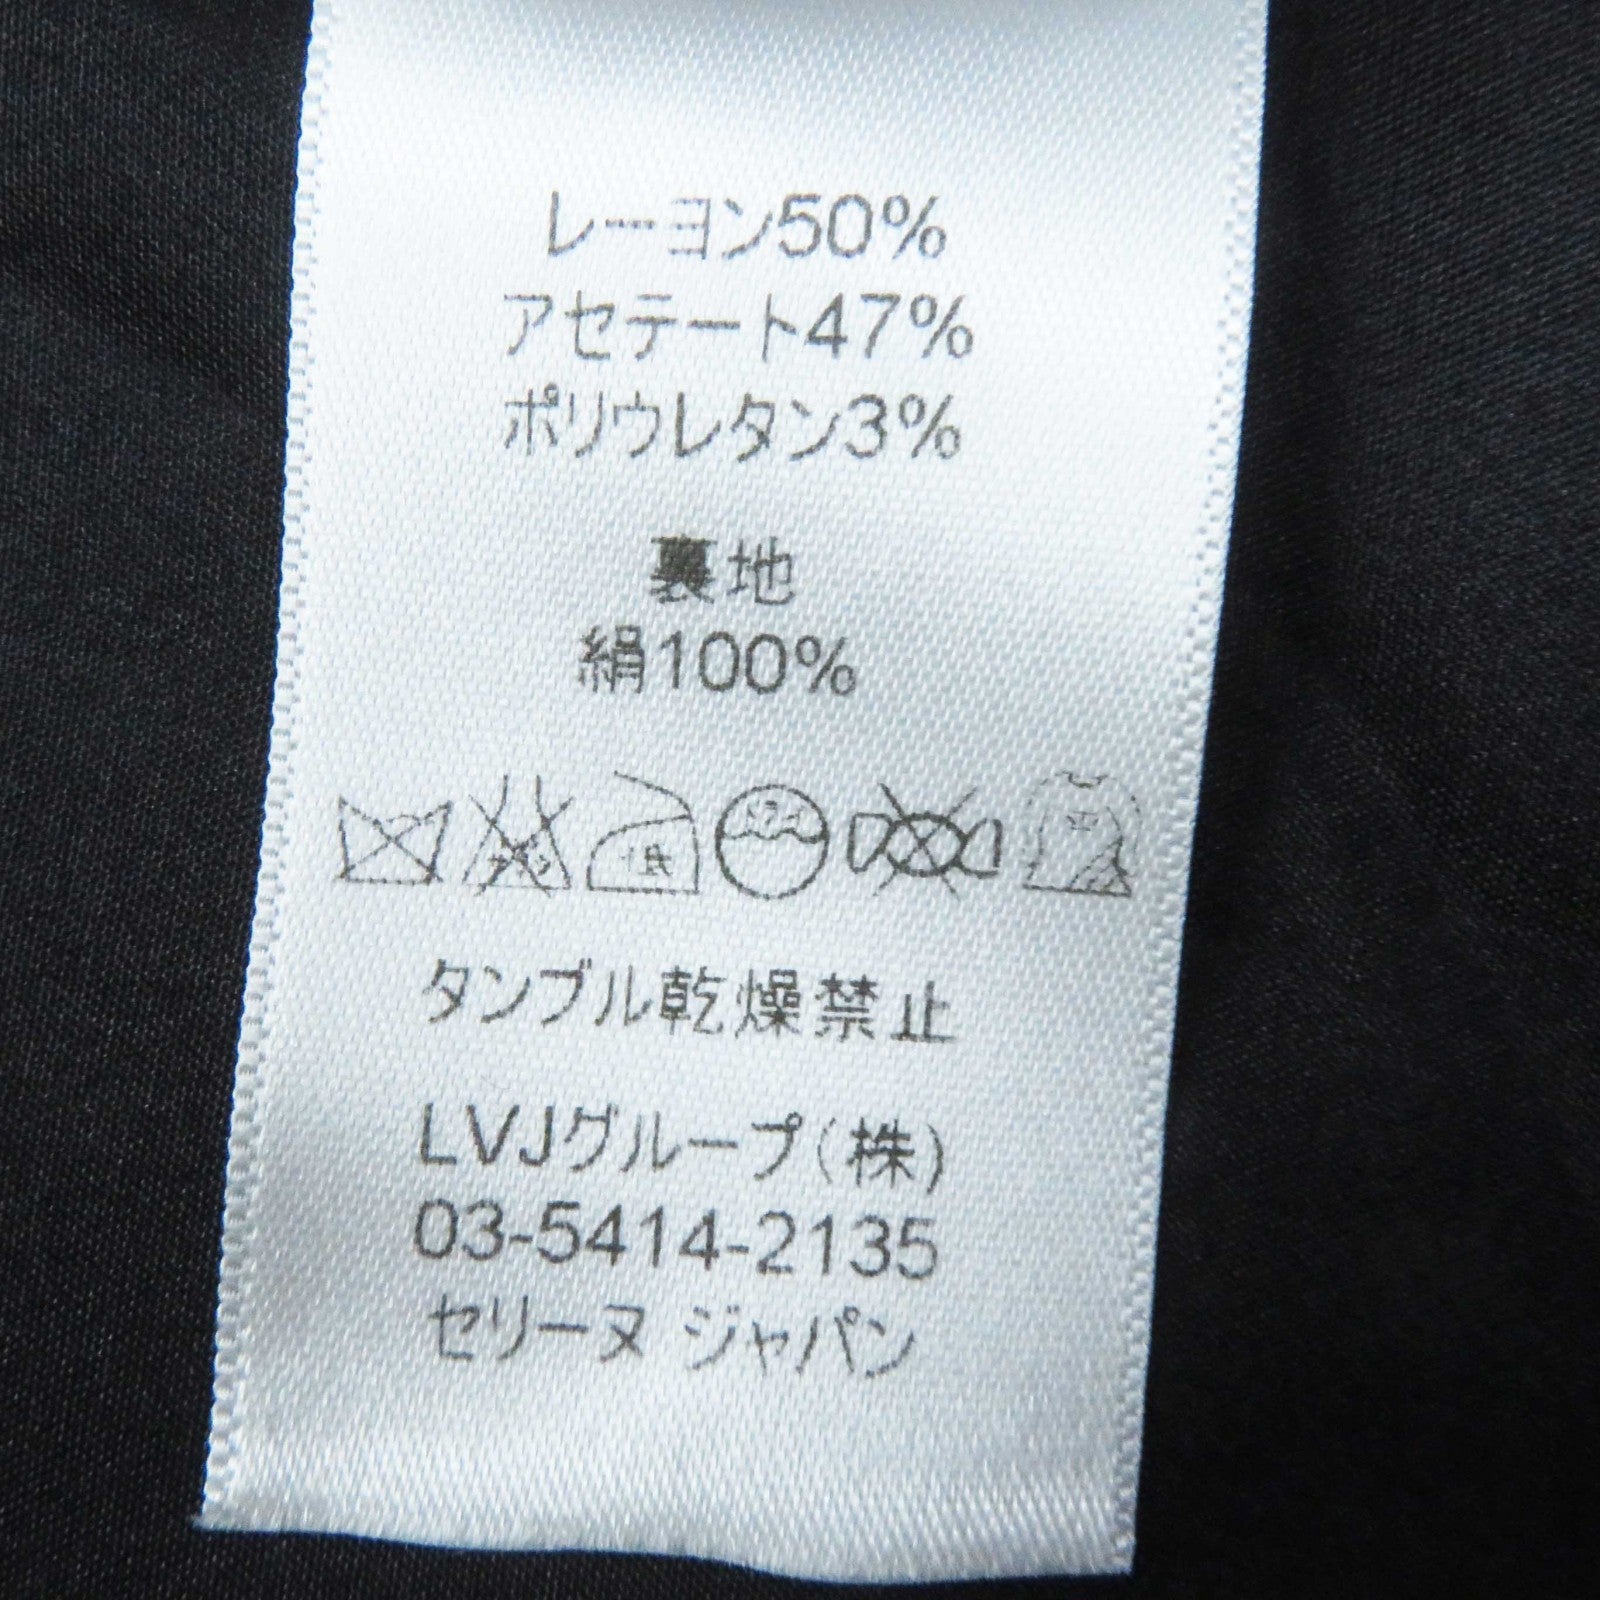 レーヨン50%
アセテート47%
ポリウレタン3%
裏地
絹100%
低
タンブル乾燥禁止
LVJグループ(株)
03-5414-2135
セリーヌ ジャパン